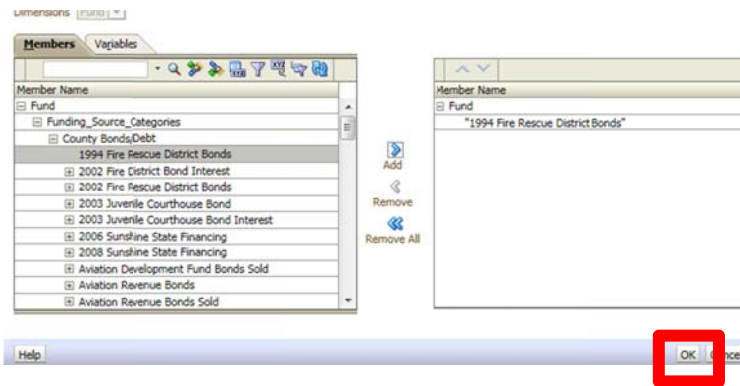 Dimensions Fund
Members Variables
Member Name
Fund
Funding_Source_Categories
County Bonds/Debt
1994 Fire Rescue District Bonds
2002 Fire District Bond Interest
2002 Fire Rescue District Bonds
2003 Juvenile Courthouse Bond
2003 Juvenile Courthouse Bond Interest
2006 Sunshine State Financing
2008 Sunshine State Financing
Aviation Development Fund Bonds Sold
Aviation Revenue Bonds
Aviation Revenue Bonds Sold
Add
Remove
Remove All
Member Name
Fund
"1994 Fire Rescue District Bonds"
Help
OK